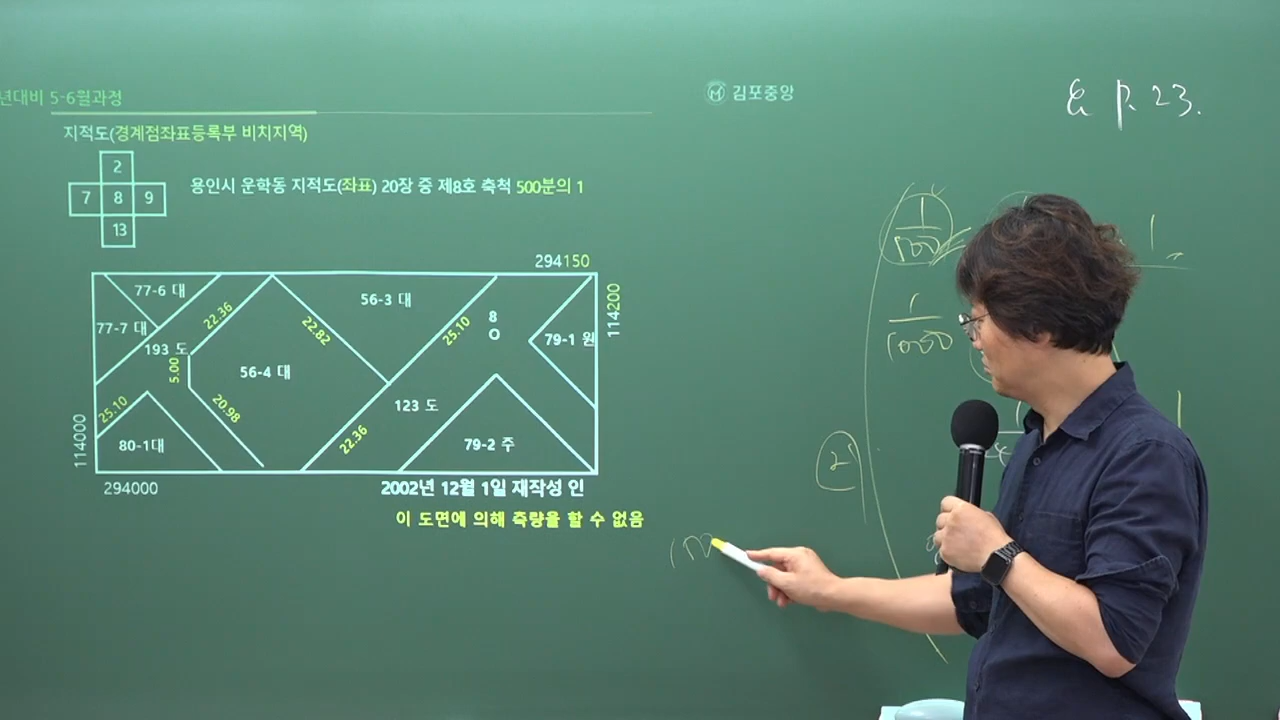 년대비 5-6월과정
김포중앙
& p. 23.
지적도(경계점좌표등록부 비치지역)
2
7 8 9
13
용인시 운학동 지적도(좌표) 20장 중 제8호 축척 500분의 1
294150
114200
77-6 대
77-7 대
193 도
22.36
22.82
56-3 대
25.10
8
79-1 원
5.00
56-4 대
20.98
25.10
80-1대
123 도
22.36
79-2 주
114000
294000
2002년 12월 1일 재작성 인
이 도면에 의해 측량을 할 수 없음
1
1
1
1000